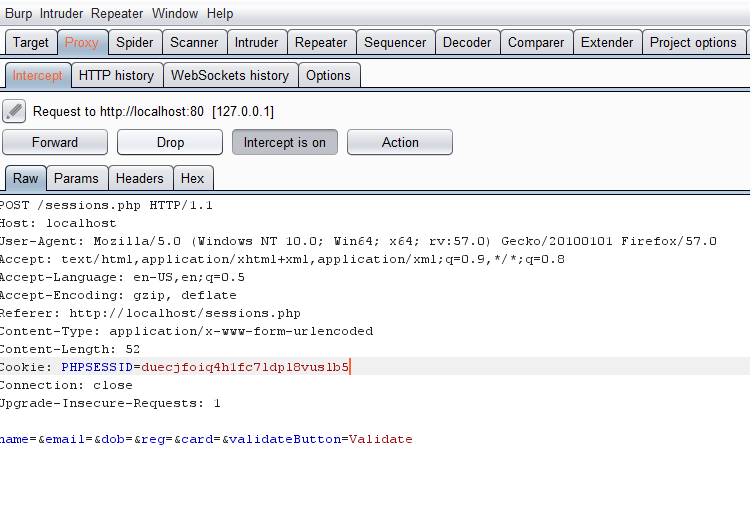 Burp Intruder Repeater Window Help
Target Proxy Spider Scanner Intruder Repeater Sequencer Decoder Comparer Extender Project options
Intercept HTTP history WebSockets history Options
Request to http://localhost:80 [127.0.0.1]
Forward Drop Intercept is on Action
Raw Params Headers Hex
POST /sessions.php HTTP/1.1
Host: localhost
User-Agent: Mozilla/5.0 (Windows NT 10.0; Win64; x64; rv:57.0) Gecko/20100101 Firefox/57.0
Accept: text/html,application/xhtml+xml,application/xml;q=0.9,*/*;q=0.8
Accept-Language: en-US,en;q=0.5
Accept-Encoding: gzip, deflate
Referer: http://localhost/sessions.php
Content-Type: application/x-www-form-urlencoded
Content-Length: 52
Cookie: PHPSESSID=duecjfoiq4h1fc7ldpl8vuslb5
Connection: close
Upgrade-Insecure-Requests: 1
name=&email=&dob=&reg=&card=&validateButton=Validate